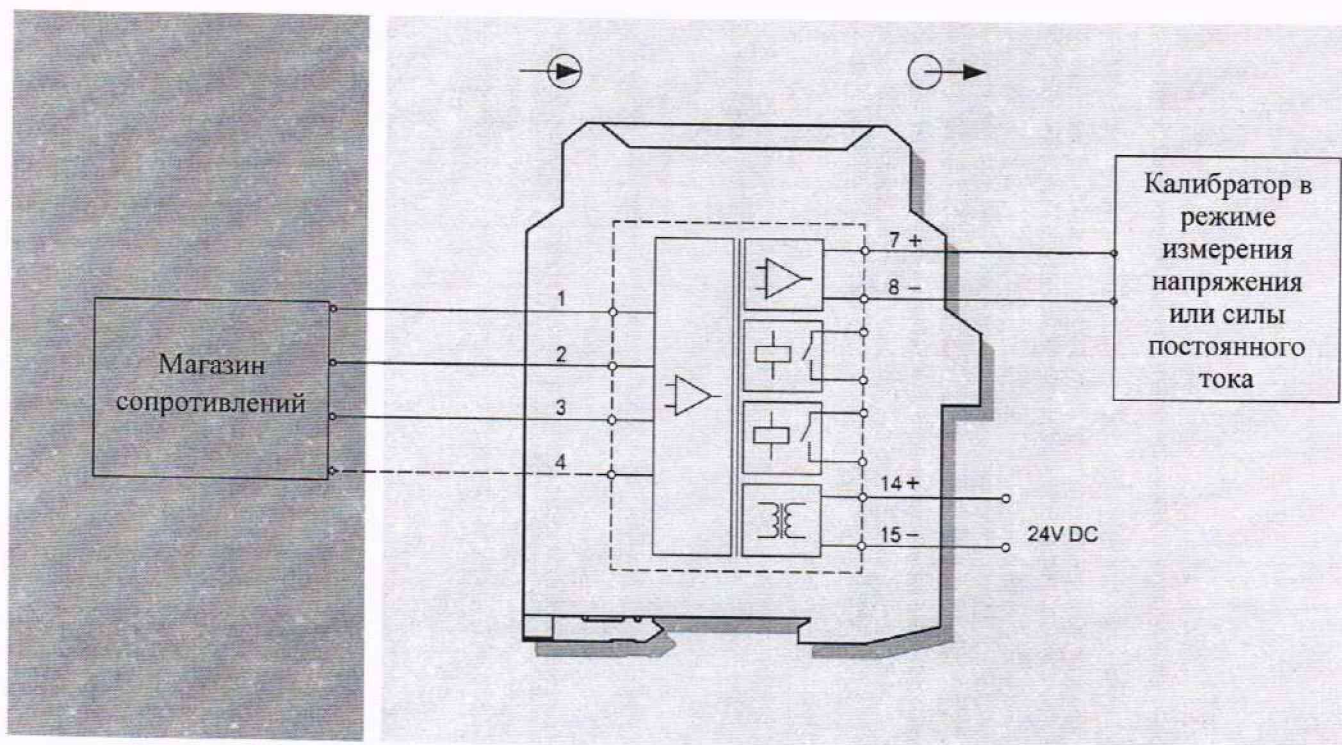 Магазин
сопротивлений
1
2
3
4
7 +
8 –
14 +
15 –
24V DC
Калибратор в
режиме
измерения
напряжения
или силы
постоянного
тока